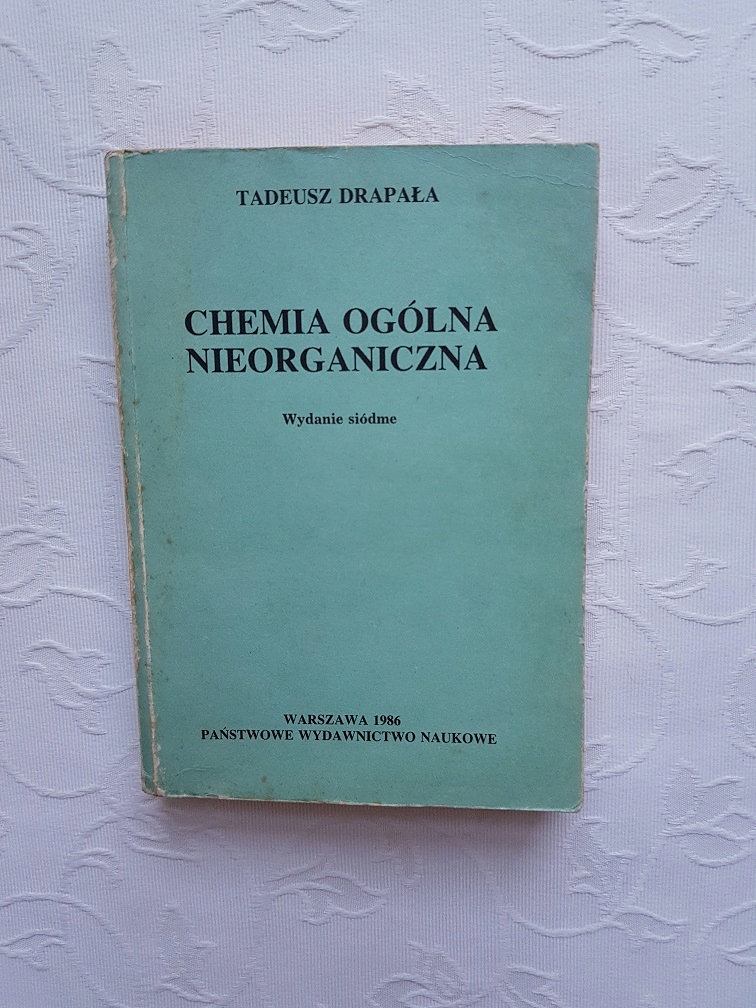 TADEUSZ DRAPAŁA
CHEMIA OGÓLNA
NIEORGANICZNA
Wydanie siódme
WARSZAWA 1986
PAŃSTWOWE WYDAWNICTWO NAUKOWE